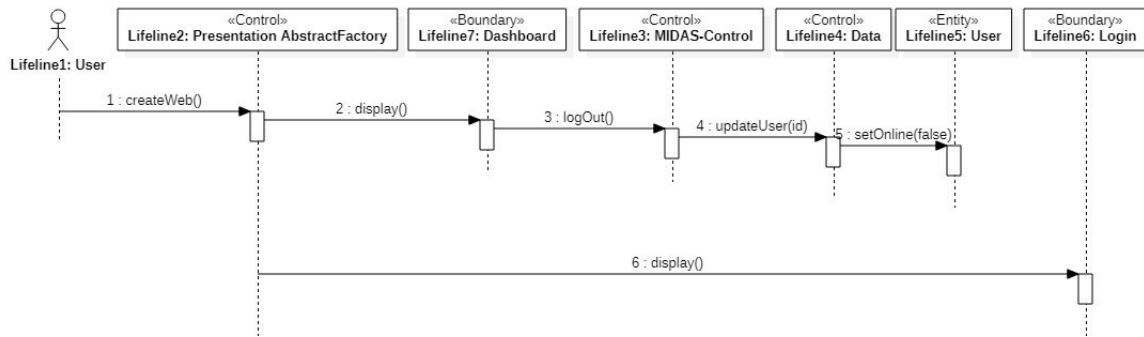 «Control»
Lifeline2: Presentation AbstractFactory
«Boundary»
Lifeline7: Dashboard
«Control»
Lifeline3: MIDAS-Control
«Control»
Lifeline4: Data
«Entity»
Lifeline5: User
«Boundary»
Lifeline6: Login
Lifeline1: User
1 : createWeb()
2 : display()
3 : logOut()
4 : updateUser(id)
5 : setOnline(false)
6 : display()